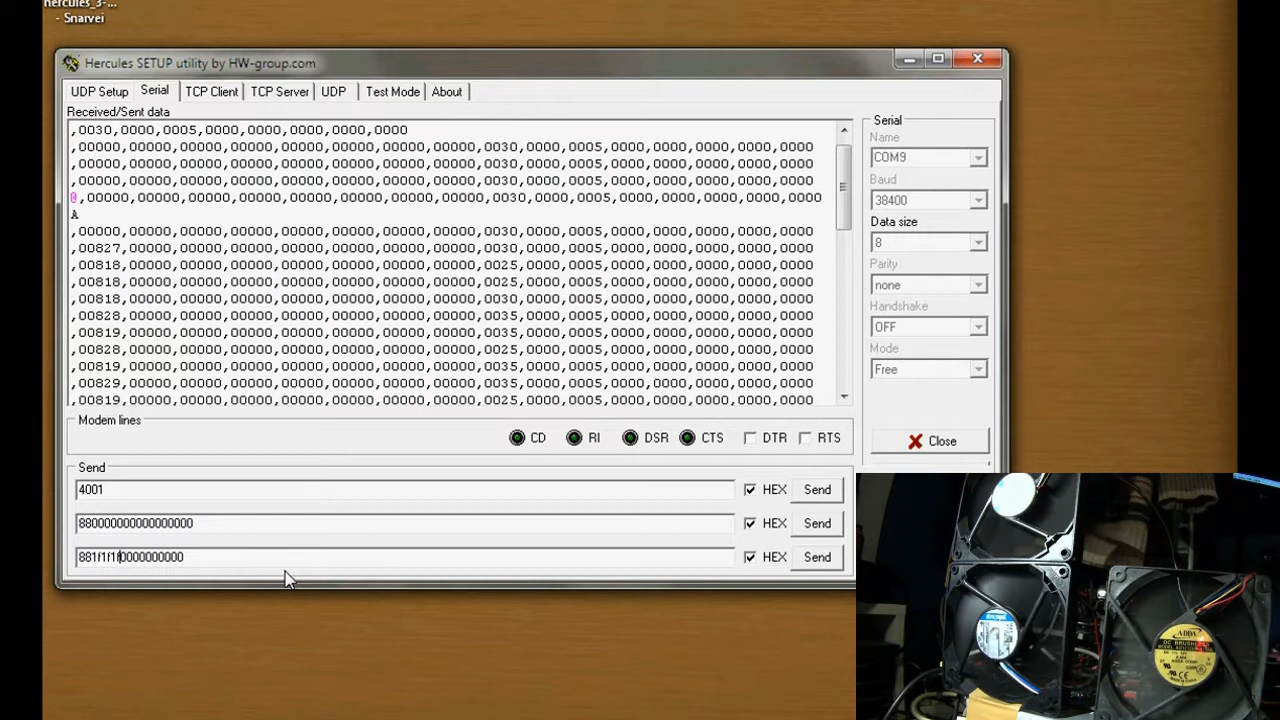 hercules_3-...
- Snarvei
Hercules SETUP utility by HW-group.com
UDP Setup Serial TCP Client TCP Server UDP Test Mode About
Received/Sent data
,0030,0000,0005,0000,0000,0000,0000,0000
,00000,00000,00000,00000,00000,00000,00000,00000,0030,0000,0005,0000,0000,0000,0000,0000
,00000,00000,00000,00000,00000,00000,00000,00000,0030,0000,0005,0000,0000,0000,0000,0000
,00000,00000,00000,00000,00000,00000,00000,00000,0030,0000,0005,0000,0000,0000,0000,0000
@,00000,00000,00000,00000,00000,00000,00000,00000,0030,0000,0005,0000,0000,0000,0000,0000
A
,00000,00000,00000,00000,00000,00000,00000,00000,0030,0000,0005,0000,0000,0000,0000,0000
,00827,00000,00000,00000,00000,00000,00000,00000,0030,0000,0005,0000,0000,0000,0000,0000
,00818,00000,00000,00000,00000,00000,00000,00000,0025,0000,0005,0000,0000,0000,0000,0000
,00818,00000,00000,00000,00000,00000,00000,00000,0025,0000,0005,0000,0000,0000,0000,0000
,00818,00000,00000,00000,00000,00000,00000,00000,0030,0000,0005,0000,0000,0000,0000,0000
,00828,00000,00000,00000,00000,00000,00000,00000,0035,0000,0005,0000,0000,0000,0000,0000
,00819,00000,00000,00000,00000,00000,00000,00000,0035,0000,0005,0000,0000,0000,0000,0000
,00828,00000,00000,00000,00000,00000,00000,00000,0025,0000,0005,0000,0000,0000,0000,0000
,00819,00000,00000,00000,00000,00000,00000,00000,0035,0000,0005,0000,0000,0000,0000,0000
,00829,00000,00000,00000,00000,00000,00000,00000,0035,0000,0005,0000,0000,0000,0000,0000
,00819,00000,00000,00000,00000,00000,00000,00000,0025,0000,0005,0000,0000,0000,0000,0000
Modem lines
CD RI DSR CTS DTR RTS
Send
4001 HEX Send
880000000000000000 HEX Send
881f1f1f0000000000 HEX Send
Serial
Name
COM9
Baud
38400
Data size
8
Parity
none
Handshake
OFF
Mode
Free
Close
ADDA
DC BRUSHLESS